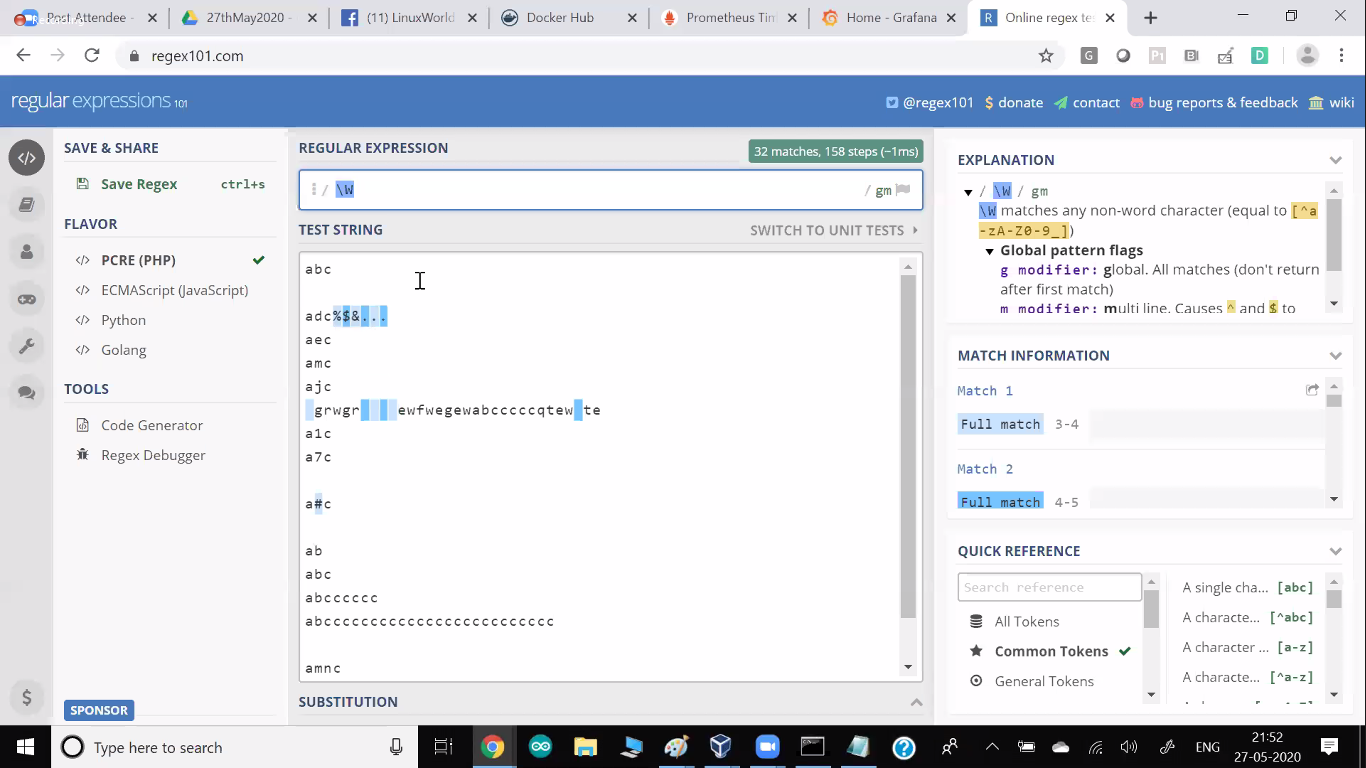 Post Attendee -
27thMay2020 -
(11) LinuxWorld
Docker Hub
Prometheus Tim
Home - Grafana
Online regex te
regex101.com
regular expressions 101
@regex101
donate
contact
bug reports & feedback
wiki
SAVE & SHARE
Save Regex
ctrl+s
FLAVOR
PCRE (PHP)
ECMAScript (JavaScript)
Python
Golang
TOOLS
Code Generator
Regex Debugger
SPONSOR
REGULAR EXPRESSION
32 matches, 158 steps (~1ms)
/ \W / gm
TEST STRING
SWITCH TO UNIT TESTS
abc
adc%$&...
aec
amc
ajc
grwgr    ewfwegewabcccccqtew te
a1c
a7c
a#c
ab
abc
abcccccc
abccccccccccccccccccccccccc
amnc
SUBSTITUTION
EXPLANATION
/ \W / gm
\W matches any non-word character (equal to [^a
-zA-Z0-9_])
Global pattern flags
g modifier: global. All matches (don't return
after first match)
m modifier: multi line. Causes ^ and $ to
MATCH INFORMATION
Match 1
Full match 3-4
Match 2
Full match 4-5
QUICK REFERENCE
Search reference
All Tokens
Common Tokens
General Tokens
A single cha... [abc]
A characte... [^abc]
A character ... [a-z]
A characte... [^a-z]
Type here to search
ENG
21:52
27-05-2020